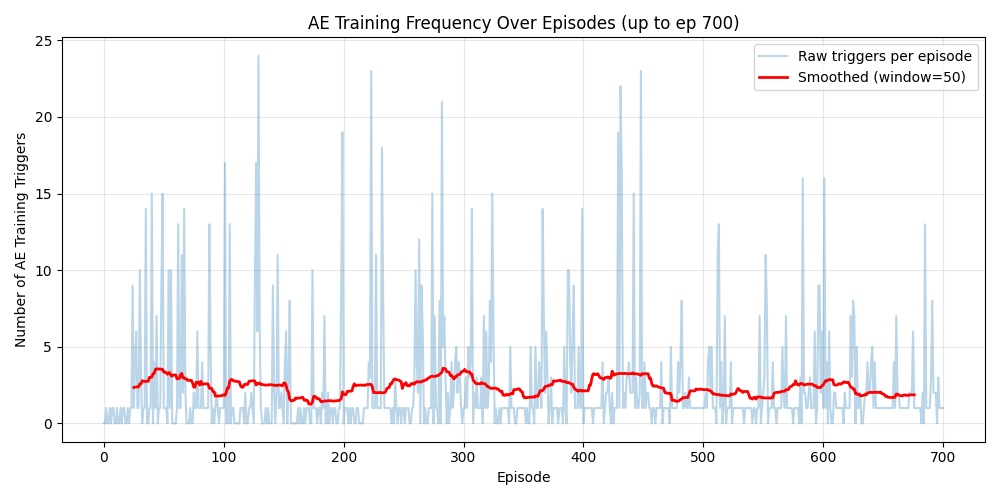 AE Training Frequency Over Episodes (up to ep 700)
Number of AE Training Triggers
25
20
15
10
5
0
Raw triggers per episode
Smoothed (window=50)
0 100 200 300 400 500 600 700
Episode